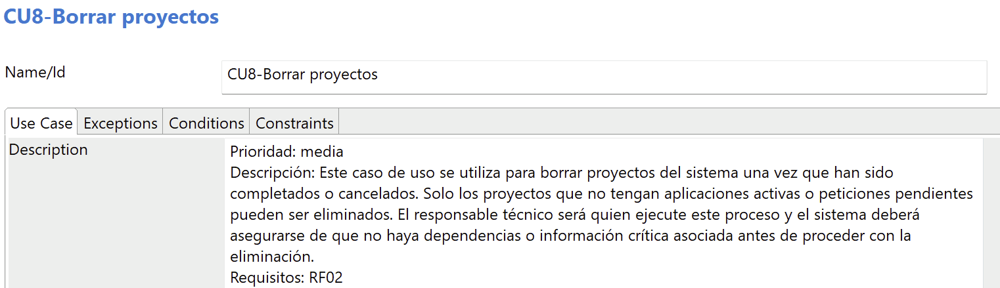 CU8-Borrar proyectos
Name/Id
CU8-Borrar proyectos
Use Case Exceptions Conditions Constraints
Description
Prioridad: media
Descripción: Este caso de uso se utiliza para borrar proyectos del sistema una vez que han sido
completados o cancelados. Solo los proyectos que no tengan aplicaciones activas o peticiones pendientes
pueden ser eliminados. El responsable técnico será quien ejecute este proceso y el sistema deberá
asegurarse de que no haya dependencias o información crítica asociada antes de proceder con la
eliminación.
Requisitos: RF02